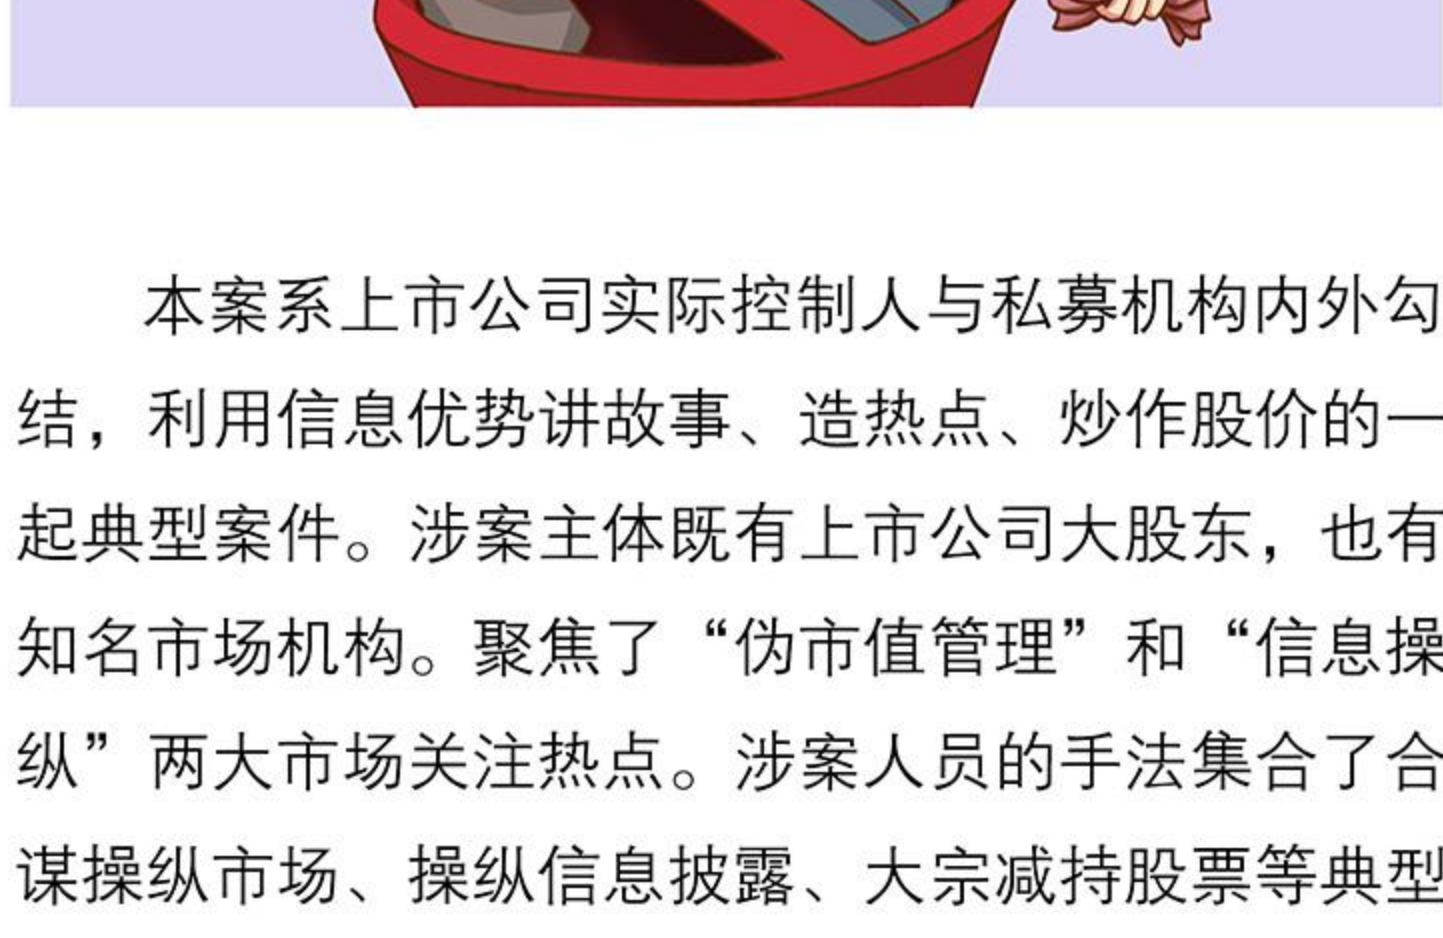 本案系上市公司实际控制人与私募机构内外勾
结，利用信息优势讲故事、造热点、炒作股价的一
起典型案件。涉案主体既有上市公司大股东，也有
知名市场机构。聚焦了“伪市值管理”和“信息操
纵”两大市场关注热点。涉案人员的手法集合了合
谋操纵市场、操纵信息披露、大宗减持股票等典型